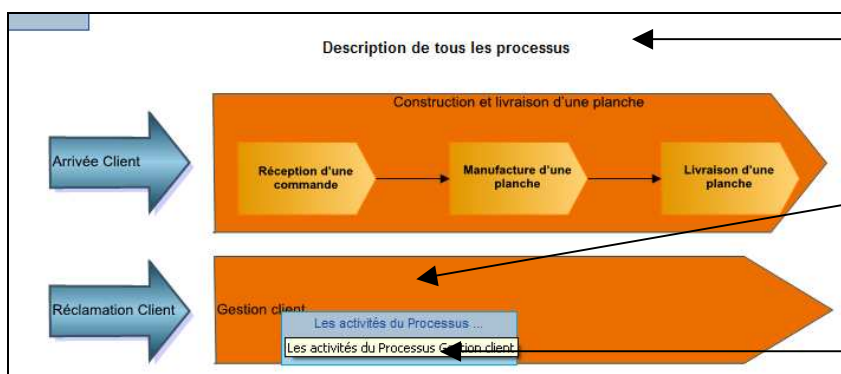 Description de tous les processus
Construction et livraison d'une planche
Arrivée Client
Réception d'une
commande
Manufacture d'une
planche
Livraison d'une
planche
Réclamation Client
Gestion client
Les activités du Processus ...
Les activités du Processus Gestion client